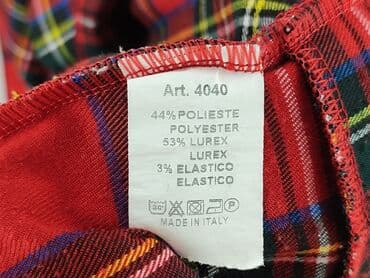 Art. 4040
44% POLIESTE
POLYESTER
53% LUREX
LUREX
3% ELASTICO
ELASTICO
MADE IN ITALY